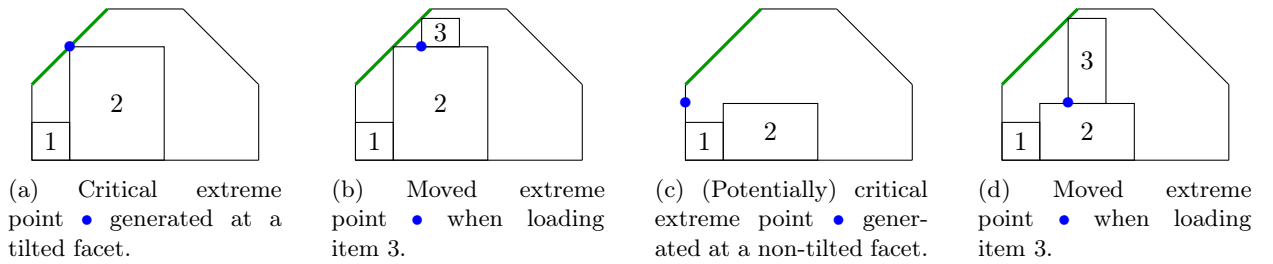 1 2
1 2 3
1 2
1 2 3
(a) Critical extreme
point • generated at a
tilted facet.
(b) Moved extreme
point • when loading
item 3.
(c) (Potentially) critical
extreme point • gener-
ated at a non-tilted facet.
(d) Moved extreme
point • when loading
item 3.